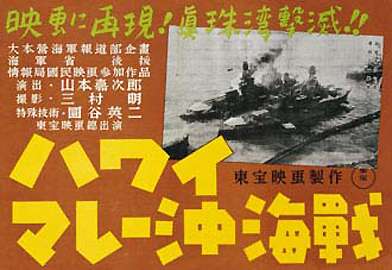 映画に再現!眞珠湾撃滅!!
大本營海軍報道部企畫
海軍省後援
情報局國民映画参加作品
演出・山本嘉次郎
撮影・三村明
特殊技術・圓谷英二
東宝映画總出演
東宝映画製作
ハワイ
マレー沖海戰